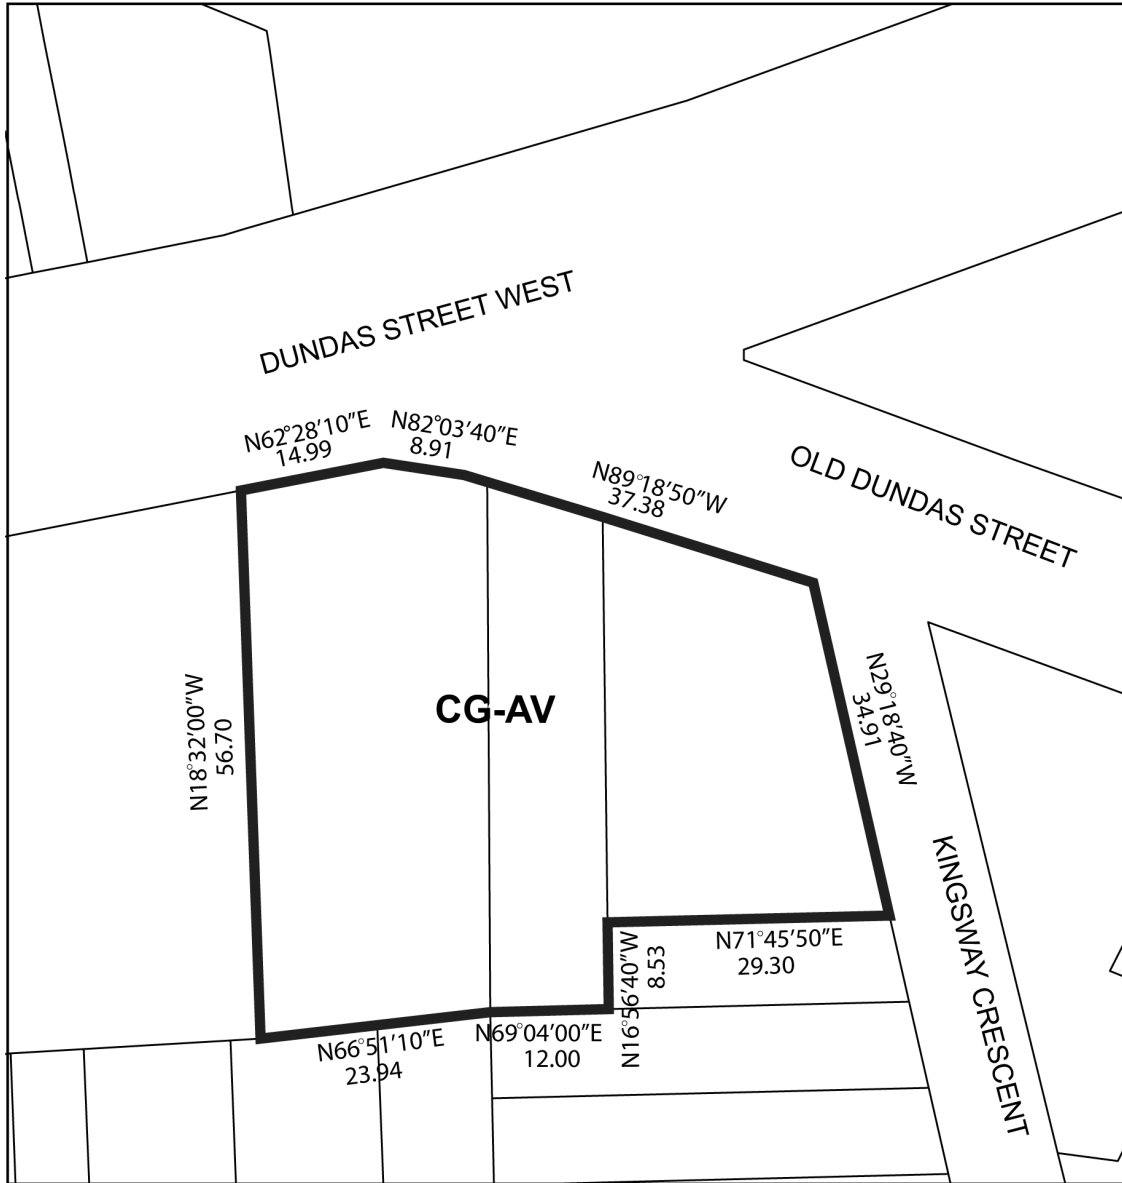 DUNDAS STREET WEST
N62°28'10"E
14.99
N82°03'40"E
8.91
N89°18'50"W
37.38
OLD DUNDAS STREET
N18°32'00"W
56.70
CG-AV
N29°18'40"W
34.91
KINGSWAY CRESCENT
N71°45'50"E
29.30
N16°56'40"W
8.53
N69°04'00"E
12.00
N66°51'10"E
23.94